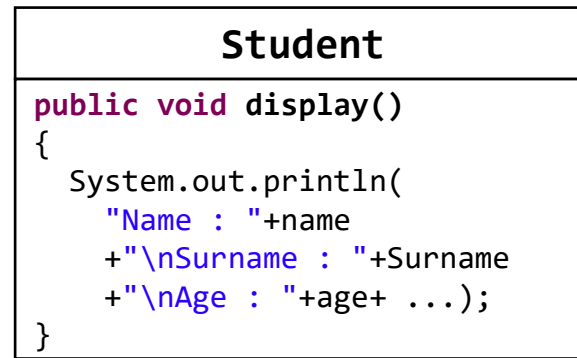 Student
public void display()
{
System.out.println(
"Name : "+name
+"\nSurname : "+Surname
+"\nAge : "+age+ ...);
}